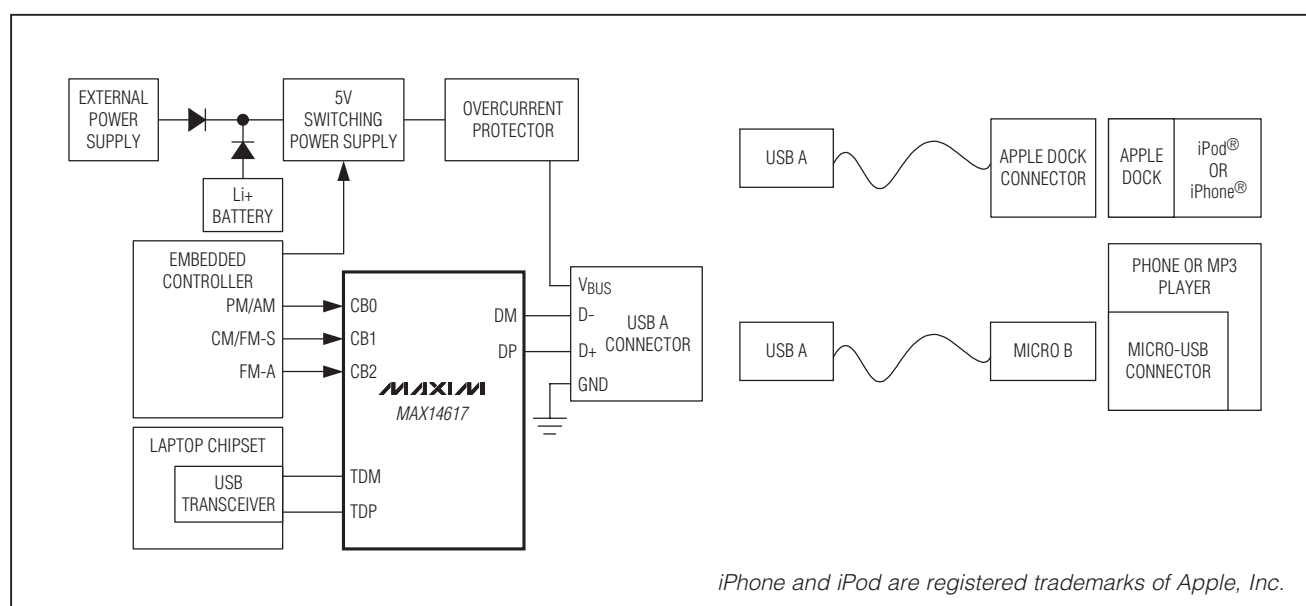 EXTERNAL
POWER
SUPPLY
Li+
BATTERY
5V
SWITCHING
POWER SUPPLY
OVERCURRENT
PROTECTOR
EMBEDDED
CONTROLLER
PM/AM
CM/FM-S
FM-A
CB0
CB1
CB2
MAXIM
MAX14617
DM
DP
TDM
TDP
LAPTOP CHIPSET
USB
TRANSCEIVER
VBUS
D-
D+
GND
USB A
CONNECTOR
USB A
APPLE DOCK
CONNECTOR
APPLE
DOCK
iPod®
OR
iPhone®
USB A
MICRO B
PHONE OR MP3
PLAYER
MICRO-USB
CONNECTOR
iPhone and iPod are registered trademarks of Apple, Inc.